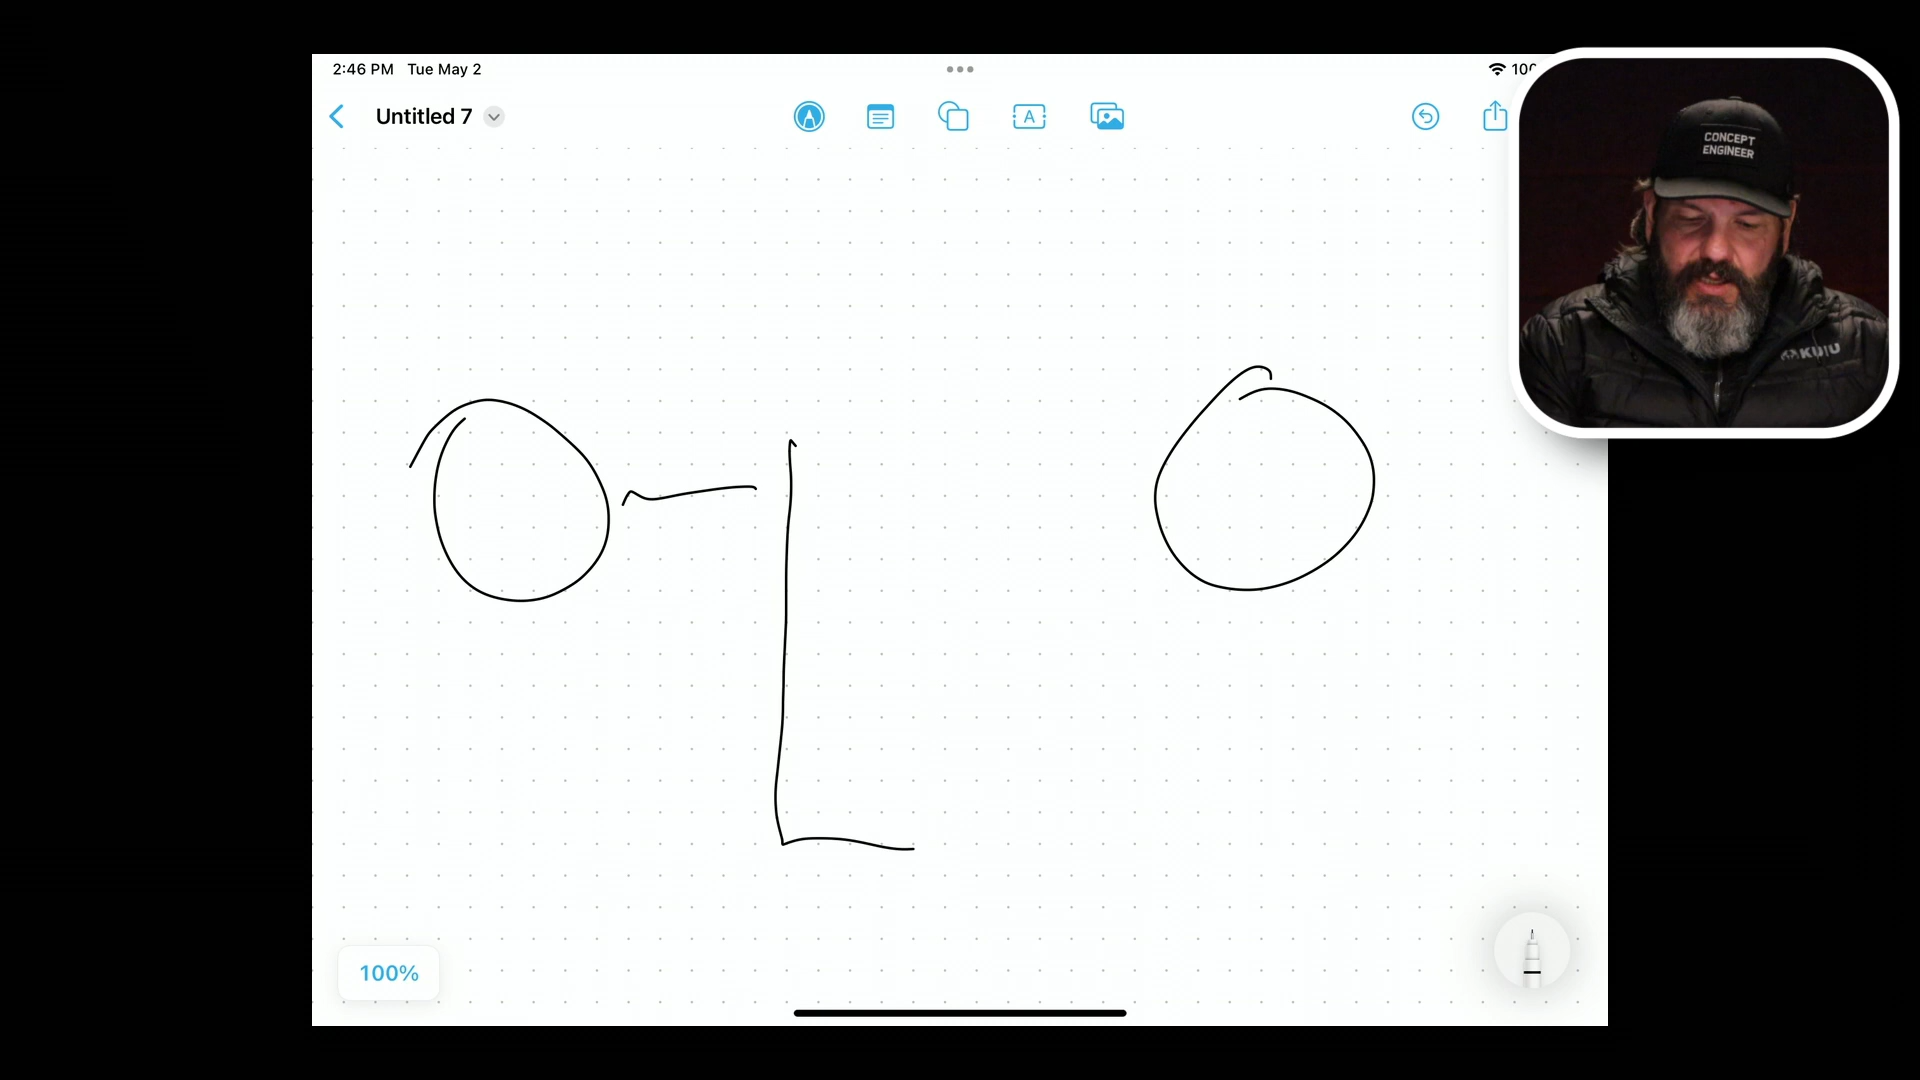 2:46 PM Tue May 2
Untitled 7
A
CONCEPT
ENGINEER
KUIU
100%